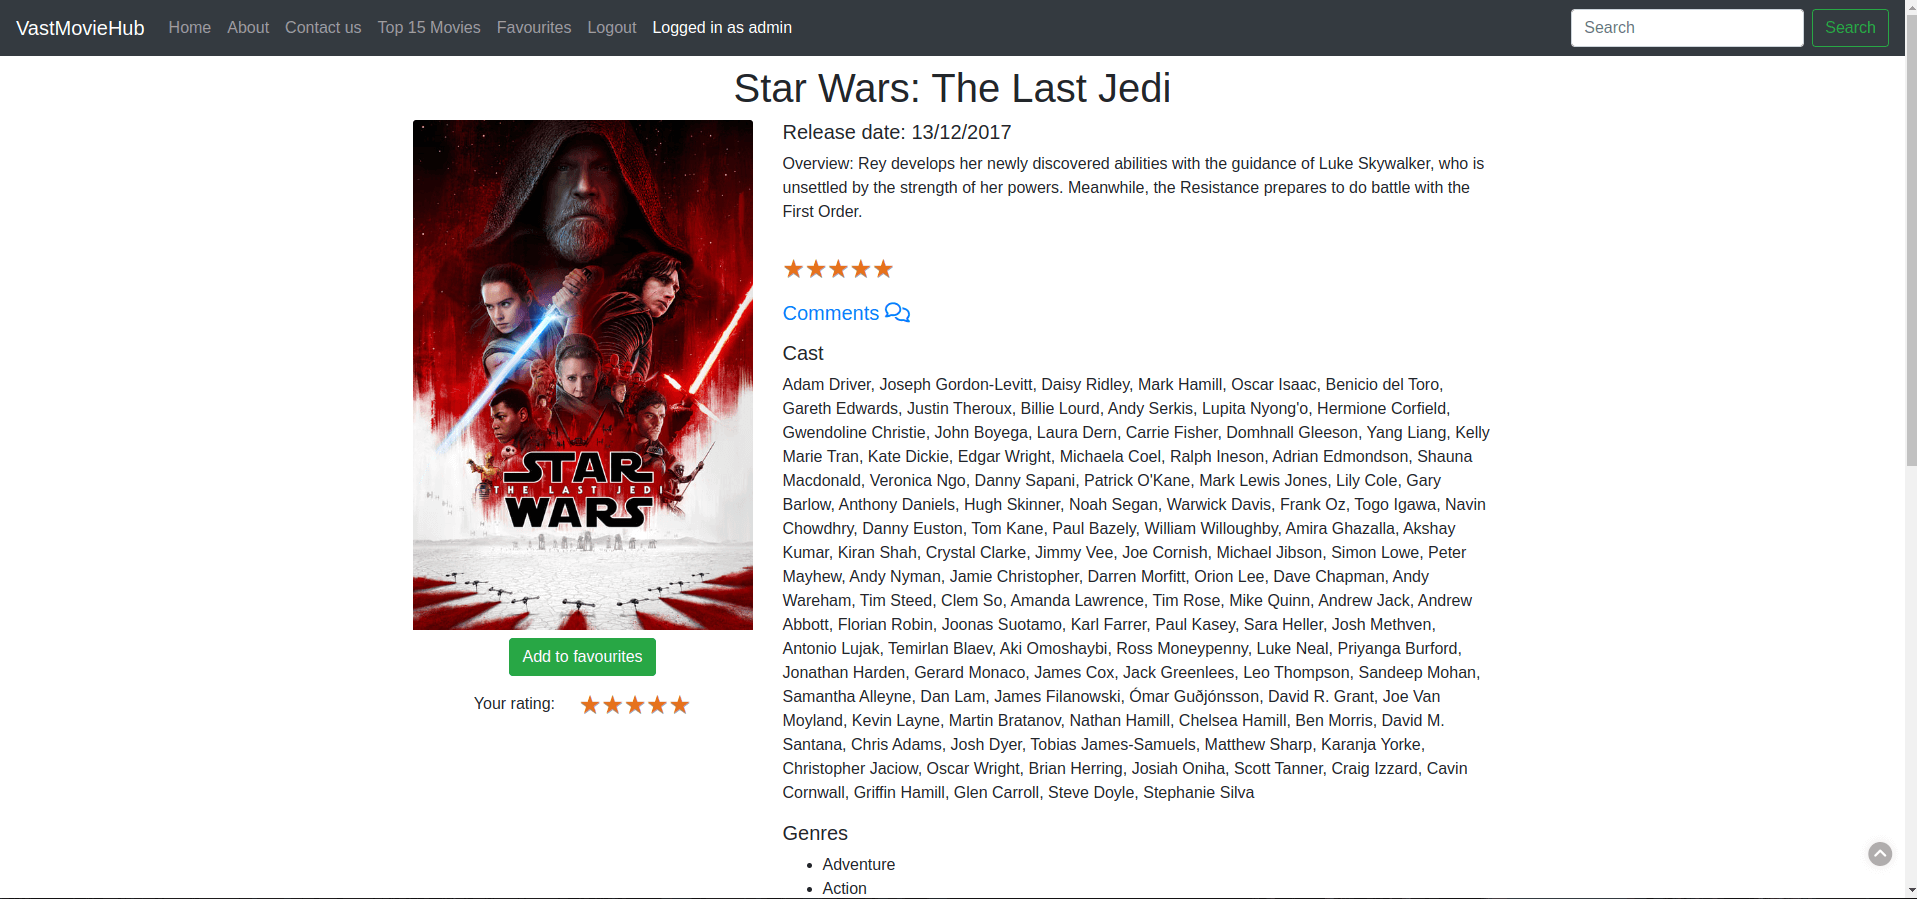 VastMovieHub Home About Contact us Top 15 Movies Favourites Logout Logged in as admin Search Search
Star Wars: The Last Jedi
STAR
THE LAST JEDI
WARS
Add to favourites
Your rating:
Release date: 13/12/2017
Overview: Rey develops her newly discovered abilities with the guidance of Luke Skywalker, who is
unsettled by the strength of her powers. Meanwhile, the Resistance prepares to do battle with the
First Order.
Comments
Cast
Adam Driver, Joseph Gordon-Levitt, Daisy Ridley, Mark Hamill, Oscar Isaac, Benicio del Toro,
Gareth Edwards, Justin Theroux, Billie Lourd, Andy Serkis, Lupita Nyong'o, Hermione Corfield,
Gwendoline Christie, John Boyega, Laura Dern, Carrie Fisher, Domhnall Gleeson, Yang Liang, Kelly
Marie Tran, Kate Dickie, Edgar Wright, Michaela Coel, Ralph Ineson, Adrian Edmondson, Shauna
Macdonald, Veronica Ngo, Danny Sapani, Patrick O'Kane, Mark Lewis Jones, Lily Cole, Gary
Barlow, Anthony Daniels, Hugh Skinner, Noah Segan, Warwick Davis, Frank Oz, Togo Igawa, Navin
Chowdhry, Danny Euston, Tom Kane, Paul Bazely, William Willoughby, Amira Ghazalla, Akshay
Kumar, Kiran Shah, Crystal Clarke, Jimmy Vee, Joe Cornish, Michael Jibson, Simon Lowe, Peter
Mayhew, Andy Nyman, Jamie Christopher, Darren Morfitt, Orion Lee, Dave Chapman, Andy
Wareham, Tim Steed, Clem So, Amanda Lawrence, Tim Rose, Mike Quinn, Andrew Jack, Andrew
Abbott, Florian Robin, Joonas Suotamo, Karl Farrer, Paul Kasey, Sara Heller, Josh Methven,
Antonio Lujak, Temirlan Blaev, Aki Omoshaybi, Ross Moneypenny, Luke Neal, Priyanga Burford,
Jonathan Harden, Gerard Monaco, James Cox, Jack Greenlees, Leo Thompson, Sandeep Mohan,
Samantha Alleyne, Dan Lam, James Filanowski, Ómar Guðjónsson, David R. Grant, Joe Van
Moyland, Kevin Layne, Martin Bratanov, Nathan Hamill, Chelsea Hamill, Ben Morris, David M.
Santana, Chris Adams, Josh Dyer, Tobias James-Samuels, Matthew Sharp, Karanja Yorke,
Christopher Jaciow, Oscar Wright, Brian Herring, Josiah Oniha, Scott Tanner, Craig Izzard, Cavin
Cornwall, Griffin Hamill, Glen Carroll, Steve Doyle, Stephanie Silva
Genres
Adventure
Action